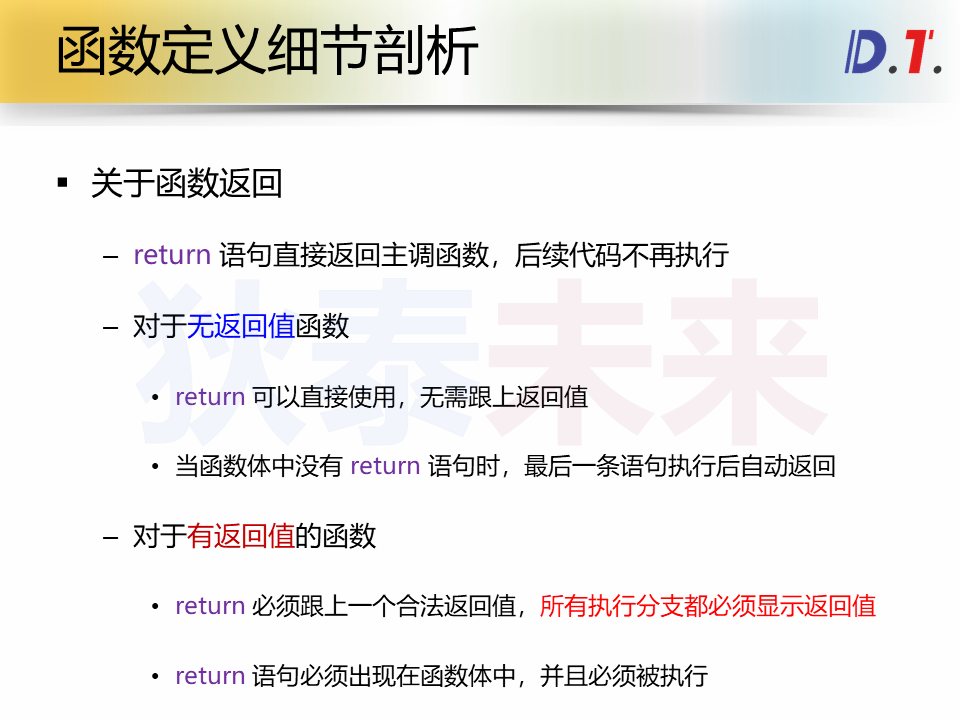 函数定义细节剖析
D.T.
▪ 关于函数返回
– return 语句直接返回主调函数，后续代码不再执行
– 对于无返回值函数
• return 可以直接使用，无需跟上返回值
• 当函数体中没有 return 语句时，最后一条语句执行后自动返回
– 对于有返回值的函数
• return 必须跟上一个合法返回值，所有执行分支都必须显示返回值
• return 语句必须出现在函数体中，并且必须被执行
狄泰未来